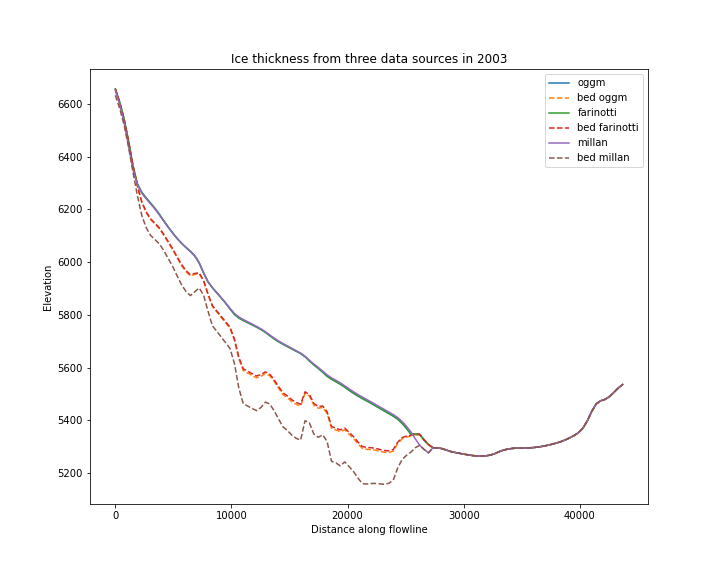 Ice thickness from three data sources in 2003
oggm
bed oggm
farinotti
bed farinotti
millan
bed millan
6600
6400
6200
6000
5800
5600
5400
5200
Elevation
0 10000 20000 30000 40000
Distance along flowline